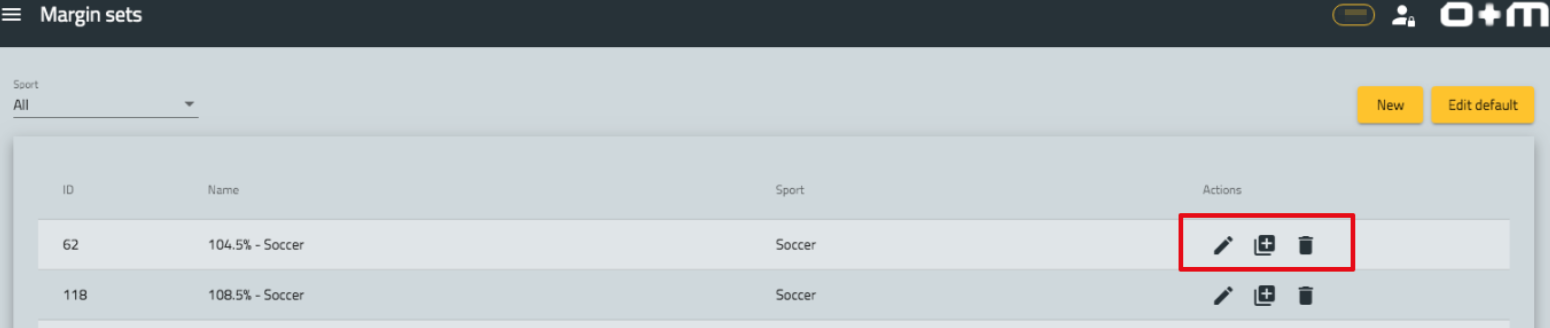 Margin sets
o+m
Sport
All
New
Edit default
ID Name Sport Actions
62 104.5% - Soccer Soccer
118 108.5% - Soccer Soccer